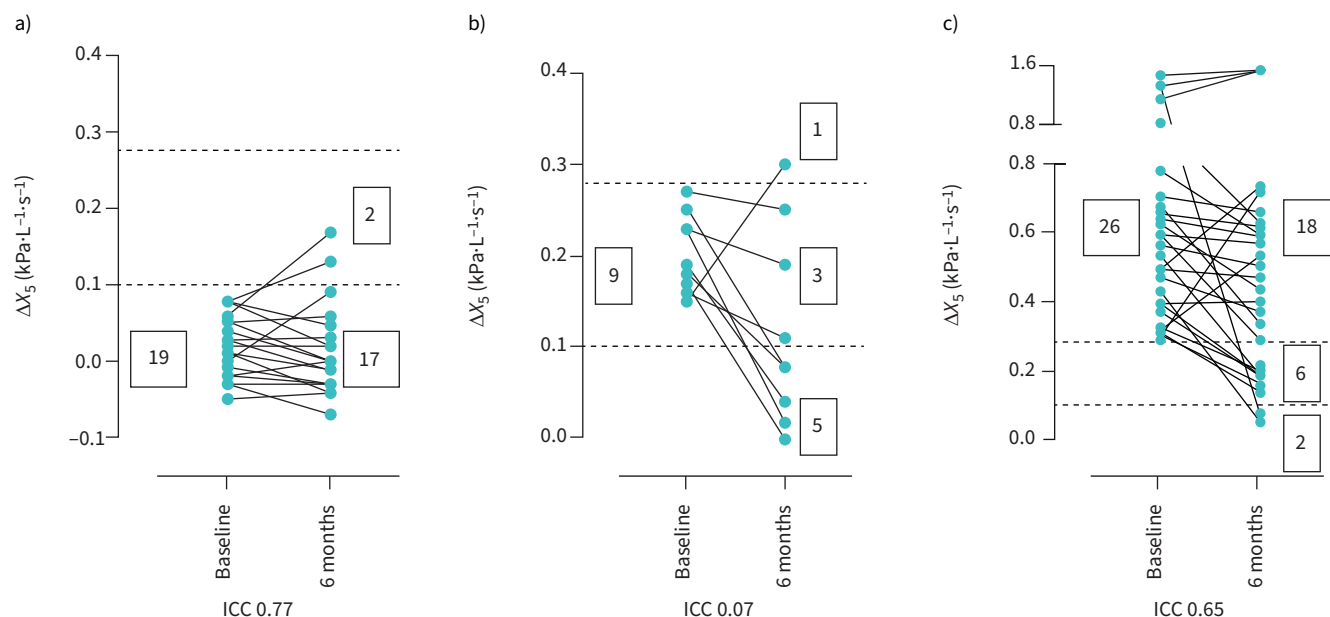 a)
ΔX₅ (kPa·L⁻¹·s⁻¹)
0.4
0.3
0.2
0.1
0.0
–0.1
2
19
17
Baseline
6 months
ICC 0.77
b)
ΔX₅ (kPa·L⁻¹·s⁻¹)
0.4
0.3
0.2
0.1
0.0
1
9
3
5
Baseline
6 months
ICC 0.07
c)
ΔX₅ (kPa·L⁻¹·s⁻¹)
1.6
0.8
0.8
0.6
0.4
0.2
0.0
26
18
6
2
Baseline
6 months
ICC 0.65